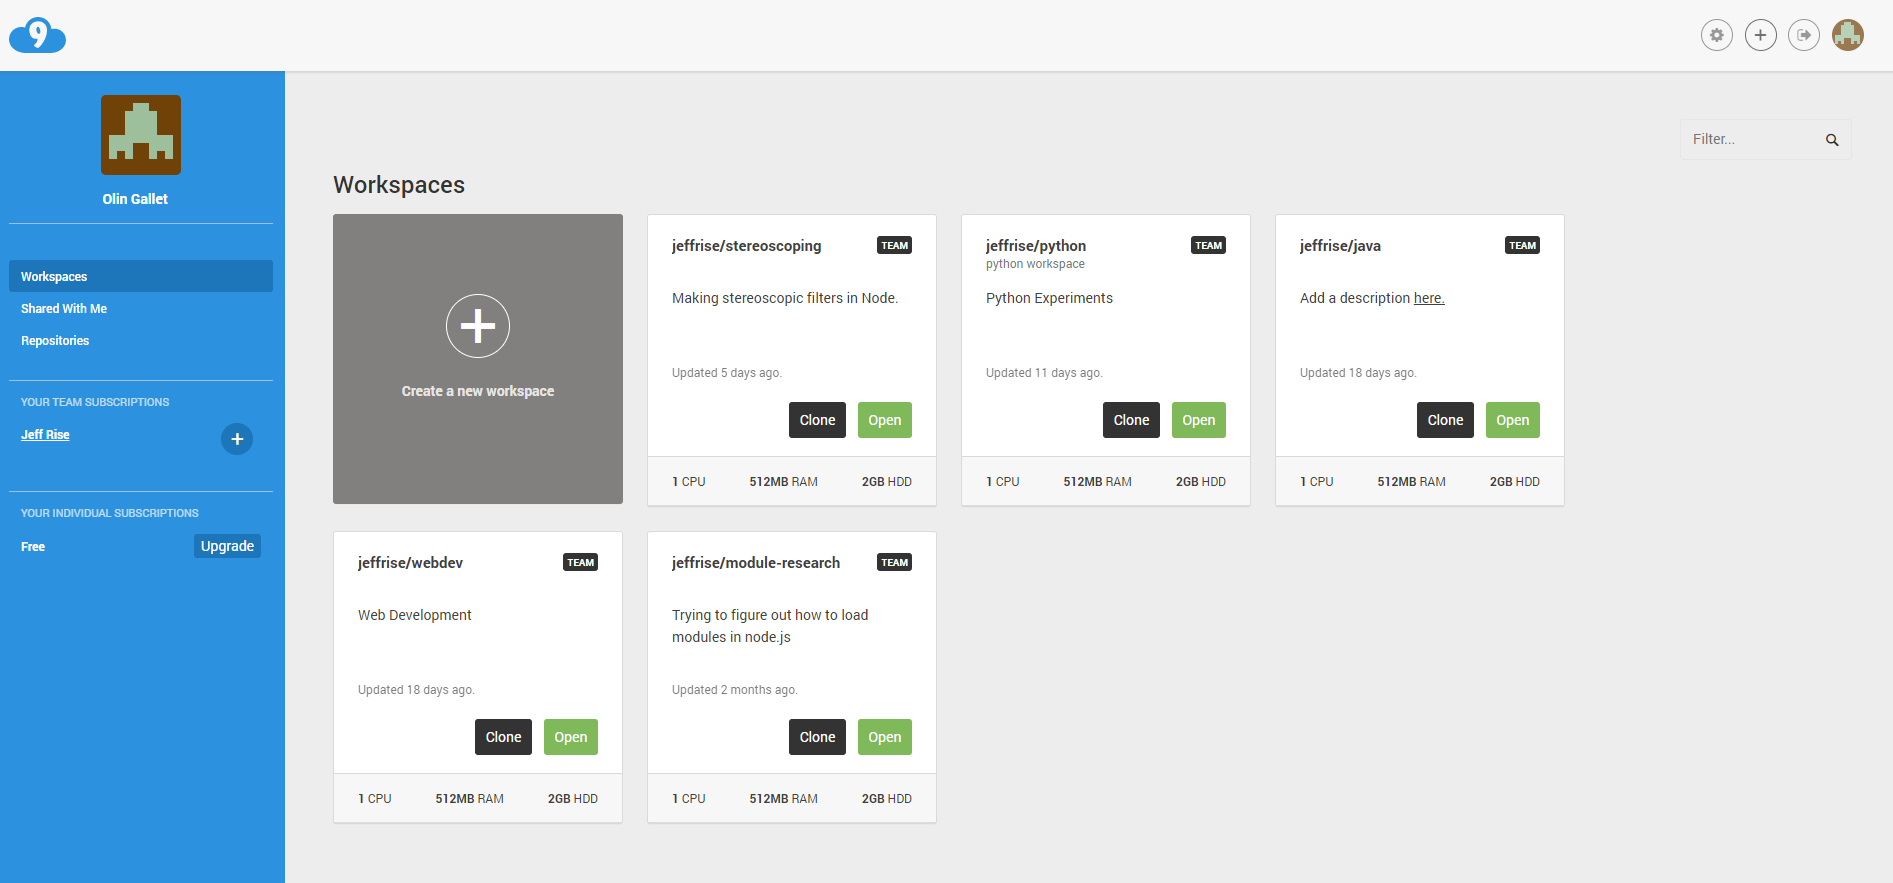 9
Olin Gallet
Workspaces
Shared With Me
Repositories
YOUR TEAM SUBSCRIPTIONS
Jeff Rise
YOUR INDIVIDUAL SUBSCRIPTIONS
Free Upgrade
Filter...
Workspaces
Create a new workspace
jeffrise/stereoscoping TEAM
Making stereoscopic filters in Node.
Updated 5 days ago.
Clone Open
1 CPU 512MB RAM 2GB HDD
jeffrise/python TEAM
python workspace
Python Experiments
Updated 11 days ago.
Clone Open
1 CPU 512MB RAM 2GB HDD
jeffrise/java TEAM
Add a description here.
Updated 18 days ago.
Clone Open
1 CPU 512MB RAM 2GB HDD
jeffrise/webdev TEAM
Web Development
Updated 18 days ago.
Clone Open
1 CPU 512MB RAM 2GB HDD
jeffrise/module-research TEAM
Trying to figure out how to load
modules in node.js
Updated 2 months ago.
Clone Open
1 CPU 512MB RAM 2GB HDD